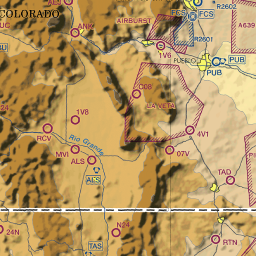 COLORADO
ANK
AIRBURST
FCS
FCS
R2602
A639
R2601
1V6
PUEBLO
PUB
PUB
C08
LA VETA
1V8
RCV
Rio Grande
4V1
MVI
ALS
07V
ALS
TAD
24N
N24
TAS
RTN